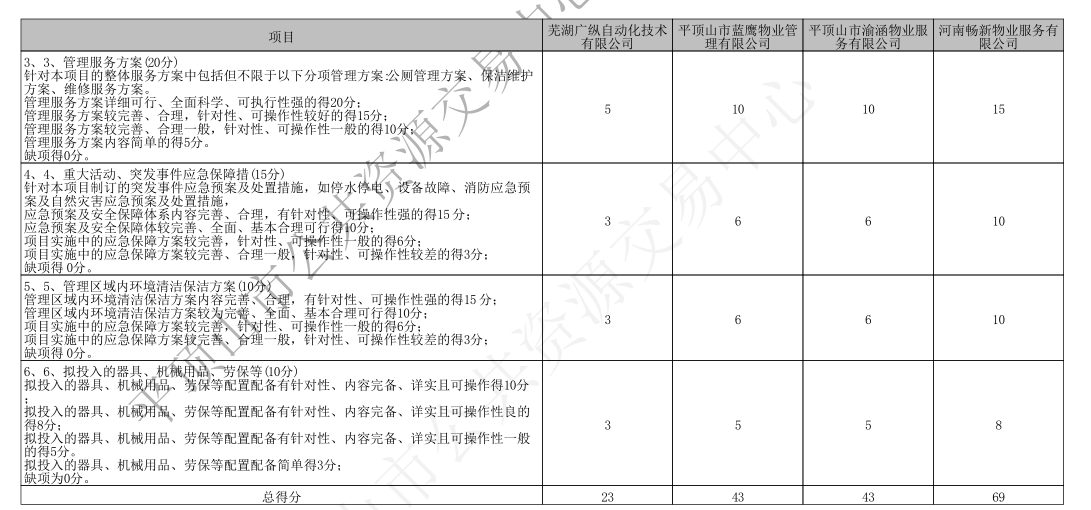 项目
芜湖广纵自动化技术
有限公司
平顶山市蓝鹰物业管
理有限公司
平顶山市渝涵物业服
务有限公司
河南畅新物业服务有
限公司
3、3、管理服务方案(20分)
针对本项目的整体服务方案中包括但不限于以下分项管理方案:公厕管理方案、保洁维护
方案、维修服务方案。
管理服务方案详细可行、全面科学、可执行性强的得20分；
管理服务方案较完善、合理，针对性、可操作性较好的得15分；
管理服务方案较完善、合理一般，针对性、可操作性一般的得10分；
管理服务方案内容简单的得5分。
缺项得0分。
5
10
10
15
4、4、重大活动、突发事件应急保障措(15分)
针对本项目制订的突发事件应急预案及处置措施，如停水停电、设备故障、消防应急预
案及自然灾害应急预案及处置措施，
应急预案及安全保障体系内容完善、合理，有针对性、可操作性强的得15 分；
应急预案及安全保障体较完善、全面、基本合理可行得10分；
项目实施中的应急保障方案较完善，针对性、可操作性一般的得6分；
项目实施中的应急保障方案较完善、合理一般，针对性、可操作性较差的得3分；
缺项得 0分。
3
6
6
10
5、5、管理区域内环境清洁保洁方案(10分)
管理区域内环境清洁保洁方案内容完善、合理，有针对性、可操作性强的得15 分；
管理区域内环境清洁保洁方案较为完善、全面、基本合理可行得10分；
项目实施中的应急保障方案较完善，针对性、可操作性一般的得6分；
项目实施中的应急保障方案较完善、合理一般，针对性、可操作性较差的得3分；
缺项得 0分。
3
6
6
10
6、6、拟投入的器具、机械用品、劳保等(10分)
拟投入的器具、机械用品、劳保等配置配备有针对性、内容完备、详实且可操作得10分
；
拟投入的器具、机械用品、劳保等配置配备有针对性、内容完备、详实且可操作性良的
得8分；
拟投入的器具、机械用品、劳保等配置配备有针对性、内容完备、详实且可操作性一般
的得5分。
拟投入的器具、机械用品、劳保等配置配备简单得3分；
缺项为0分。
3
5
5
8
总得分
23
43
43
69
平顶山市公共资源交易中心
山市公共资源交易中心